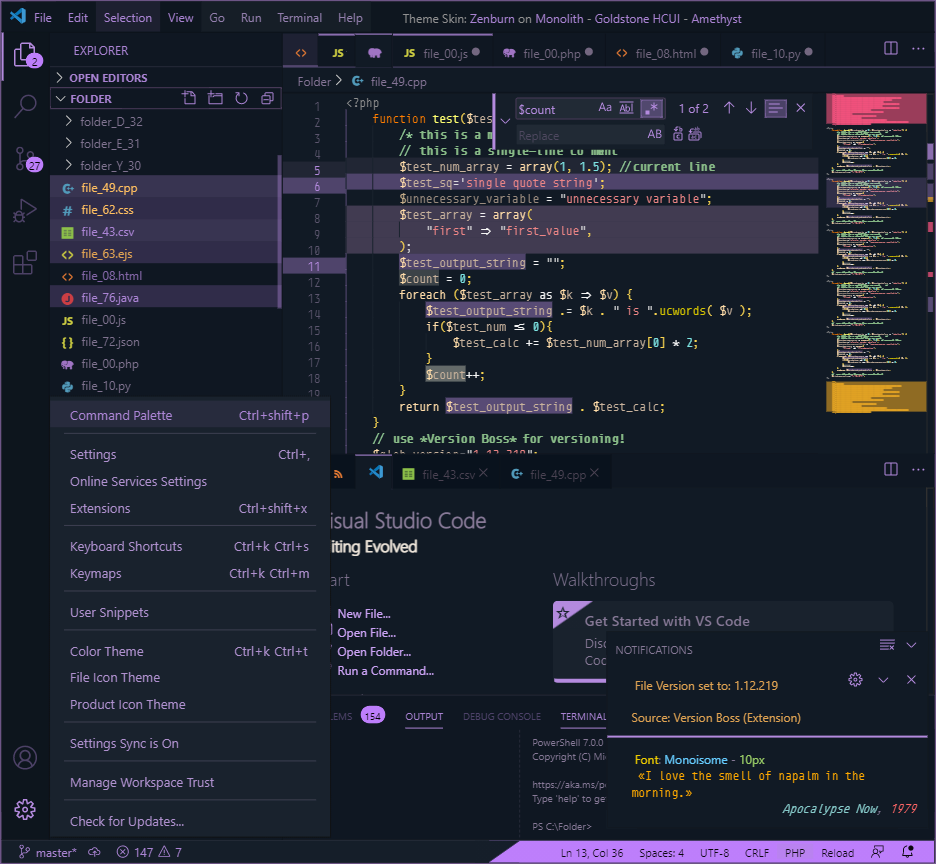 File Edit Selection View Go Run Terminal Help Theme Skin: Zenburn on Monolith - Goldstone HCUI - Amethyst
2
27
EXPLORER
OPEN EDITORS
FOLDER
folder_D_32
folder_E_31
folder_Y_30
file_49.cpp
file_62.css
file_43.csv
file_63.ejs
file_08.html
file_76.java
file_00.js
file_72.json
file_00.php
file_10.py
JS JS file_00.js file_00.php file_08.html file_10.py
Folder > file_49.cpp
$count Aa Ab 1 of 2
Replace AB
1 <?php
2 function test($tes
3 /* this is a m
4 // this is a single-line co ment
5 $test_num_array = array(1, 1.5); //current line
6 $test_sq='single quote string';
7 $unnecessary_variable = "unnecessary variable";
8 $test_array = array(
9 "first" => "first_value",
10 );
11 $test_output_string = "";
12 $count = 0;
13 foreach ($test_array as $k => $v) {
14 $test_output_string .= $k . " is ".ucwords( $v );
15 if($test_num <= 0){
16 $test_calc += $test_num_array[0] * 2;
17 }
18 $count++;
19 }
return $test_output_string . $test_calc;
}
// use *Version Boss* for versioning!
Command Palette Ctrl+shift+p
Settings Ctrl+,
Online Services Settings
Extensions Ctrl+shift+x
Keyboard Shortcuts Ctrl+k Ctrl+s
Keymaps Ctrl+k Ctrl+m
User Snippets
Color Theme Ctrl+k Ctrl+t
File Icon Theme
Product Icon Theme
Settings Sync is On
Manage Workspace Trust
Check for Updates...
file_43.csv file_49.cpp
isual Studio Code
iting Evolved
art
New File...
Open File...
Open Folder...
Run a Command...
Walkthroughs
Get Started with VS Code
Disc
Coc
LEMS 154 OUTPUT DEBUG CONSOLE TERMINAL
PowerShell 7.0.0
Copyright (C) Mi
https://aka.ms/p
Type 'help' to ge
PS C:\Folder>
NOTIFICATIONS
File Version set to: 1.12.219
Source: Version Boss (Extension)
Font: Monoisome - 10px
«I love the smell of napalm in the
morning.»
Apocalypse Now, 1979
master* 147 7 Ln 13, Col 36 Spaces: 4 UTF-8 CRLF PHP Reload